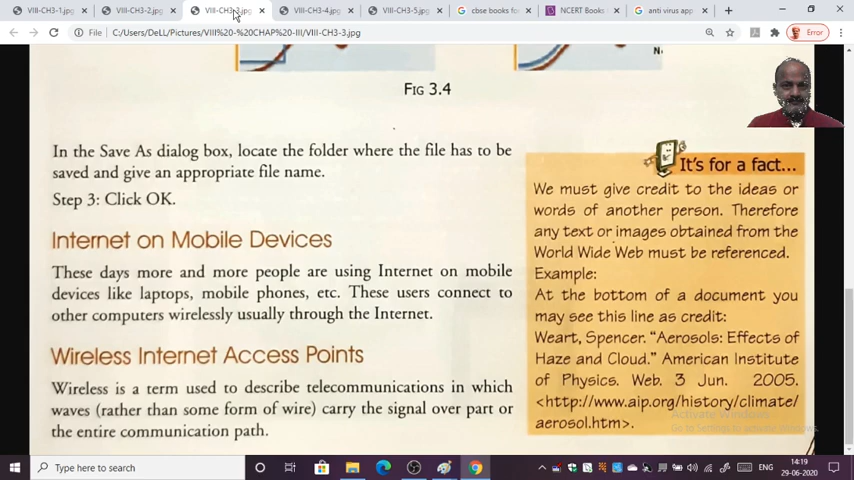 VIII-CH3-1.jpg
VIII-CH3-2.jpg
VIII-CH3-3.jpg
VIII-CH3-4.jpg
VIII-CH3-5.jpg
cbse books fo
NCERT Books
anti virus app
File
C:/Users/DeLL/Pictures/VIII%20-%20CHAP%20-III/VIII-CH3-3.jpg
Error
FIG 3.4
In the Save As dialog box, locate the folder where the file has to be
saved and give an appropriate file name.
Step 3: Click OK.
Internet on Mobile Devices
These days more and more people are using Internet on mobile
devices like laptops, mobile phones, etc. These users connect to
other computers wirelessly usually through the Internet.
Wireless Internet Access Points
Wireless is a term used to describe telecommunications in which
waves (rather than some form of wire) carry the signal over part or
the entire communication path.
It's for a fact...
We must give credit to the ideas or
words of another person. Therefore
any text or images obtained from the
World Wide Web must be referenced.
Example:
At the bottom of a document you
may see this line as credit:
Weart, Spencer. "Aerosols: Effects of
Haze and Cloud." American Institute
of Physics. Web. 3 Jun. 2005.
<http://www.aip.org/history/climate/
aerosol.htm>.
Activate Windows
Go to Settings to activate Windows.
Type here to search
ENG
14:19
29-06-2020